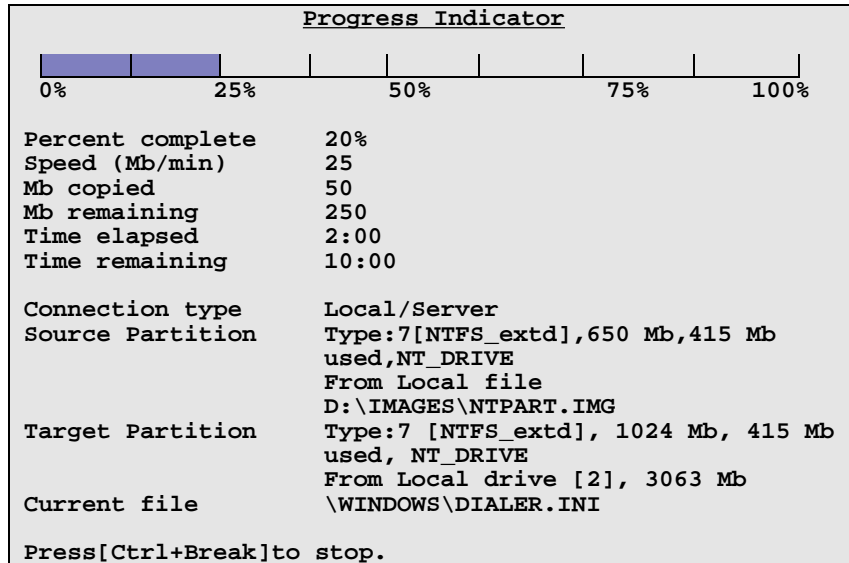 Progress Indicator
0% 25% 50% 75% 100%
Percent complete 20%
Speed (Mb/min) 25
Mb copied 50
Mb remaining 250
Time elapsed 2:00
Time remaining 10:00
Connection type Local/Server
Source Partition Type:7[NTFS_extd],650 Mb,415 Mb
used,NT_DRIVE
From Local file
D:\IMAGES\NTPART.IMG
Target Partition Type:7 [NTFS_extd], 1024 Mb, 415 Mb
used, NT_DRIVE
From Local drive [2], 3063 Mb
Current file \WINDOWS\DIALER.INI
Press[Ctrl+Break]to stop.